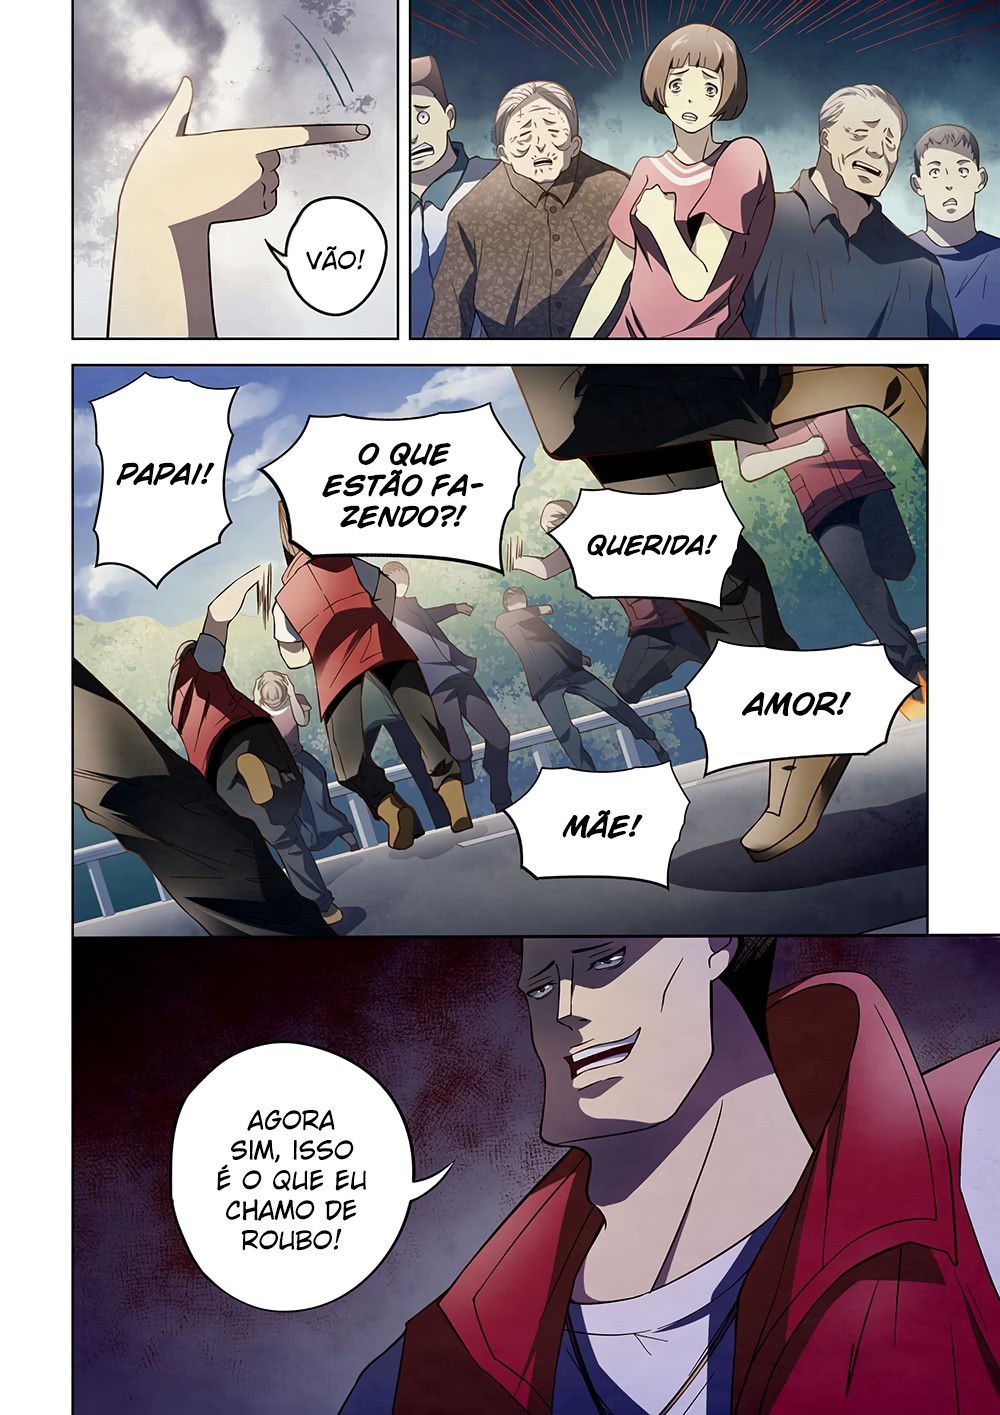 VÃO!
PAPAI!
O QUE
ESTÃO FA-
ZENDO?!
QUERIDA!
AMOR!
MÃE!
AGORA
SIM, ISSO
É O QUE EU
CHAMO DE
ROUBO!